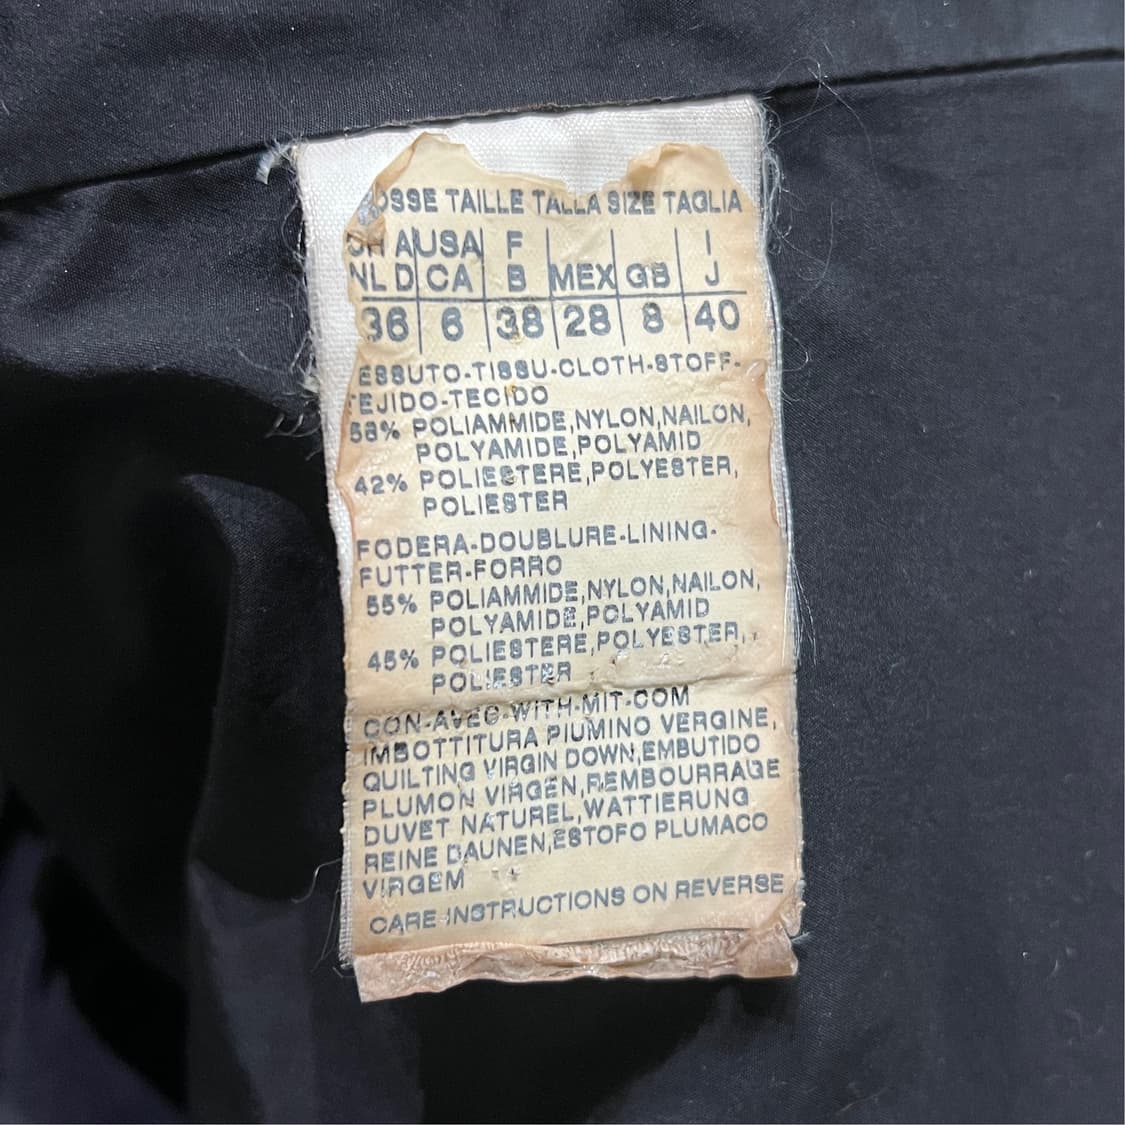 OSSE TAILLE TALLA SIZE TAGLIA
CH A USA F I
NL D CA B MEX GB J
36 6 38 28 8 40
ESSUTO-TISSU-CLOTH-STOFF-
TEJIDO-TECIDO
58% POLIAMMIDE,NYLON,NAILON,
POLYAMIDE,POLYAMID
42% POLIESTERE,POLYESTER,
POLIESTER
FODERA-DOUBLURE-LINING-
FUTTER-FORRO
55% POLIAMMIDE,NYLON,NAILON,
POLYAMIDE,POLYAMID
45% POLIESTERE,POLYESTER,
POLIESTER
CON-AVEC-WITH-MIT-COM
IMBOTTITURA PIUMINO VERGINE,
QUILTING VIRGIN DOWN,EMBUTIDO
PLUMON VIRGEN,REMBOURRAGE
DUVET NATUREL,WATTIERUNG
REINE DAUNEN,ESTOFO PLUMACO
VIRGEM
CARE INSTRUCTIONS ON REVERSE